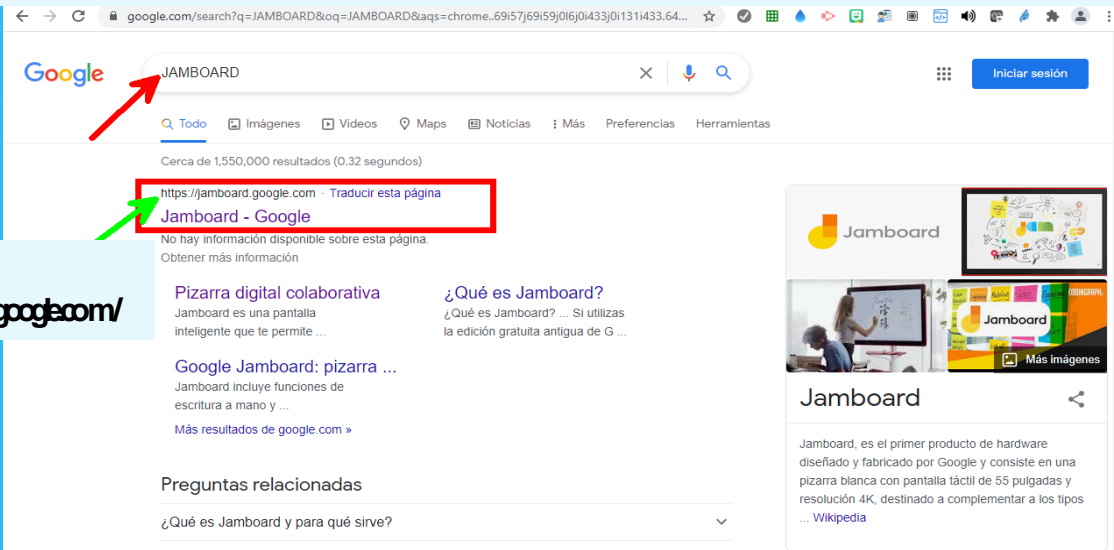 google.com/search?q=JAMBOARD&oq=JAMBOARD&aqs=chrome..69i57j69i59j0l6j0i433j0i131i433.64...
Google
JAMBOARD
Iniciar sesión
Todo Imágenes Videos Maps Noticias Más Preferencias Herramientas
Cerca de 1,550,000 resultados (0.32 segundos)
https://jamboard.google.com · Traducir esta página
Jamboard - Google
No hay información disponible sobre esta página.
Obtener más información
google.com/
Pizarra digital colaborativa
Jamboard es una pantalla
inteligente que te permite ...
¿Qué es Jamboard?
¿Qué es Jamboard? ... Si utilizas
la edición gratuita antigua de G ...
Google Jamboard: pizarra ...
Jamboard incluye funciones de
escritura a mano y ...
Más resultados de google.com »
Preguntas relacionadas
¿Qué es Jamboard y para qué sirve?
Jamboard
Jamboard
Más imágenes
Jamboard
Jamboard, es el primer producto de hardware
diseñado y fabricado por Google y consiste en una
pizarra blanca con pantalla táctil de 55 pulgadas y
resolución 4K, destinado a complementar a los tipos
... Wikipedia